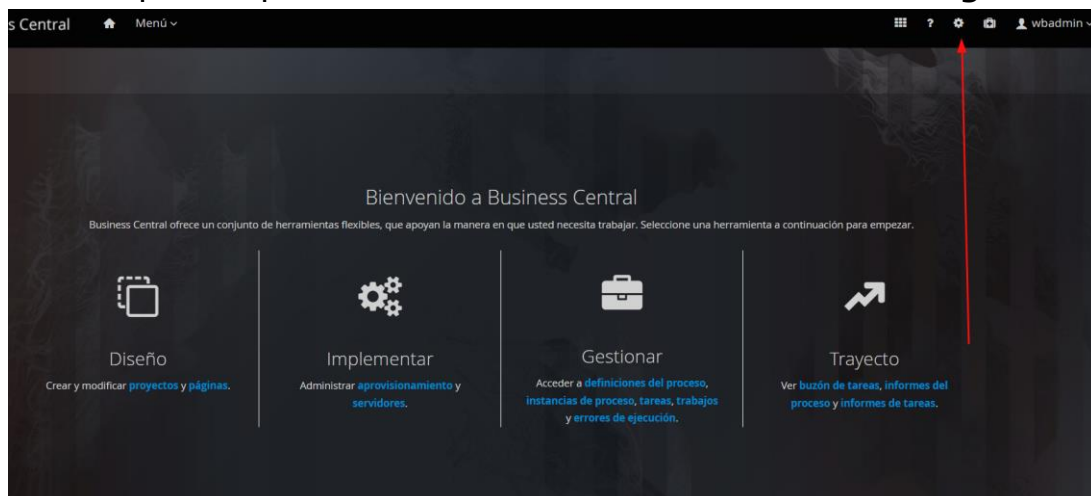 s Central Menú ? wbadmin
Bienvenido a Business Central
Business Central ofrece un conjunto de herramientas flexibles, que apoyan la manera en que usted necesita trabajar. Seleccione una herramienta a continuación para empezar.
Diseño
Crear y modificar proyectos y páginas.
Implementar
Administrar aprovisionamiento y
servidores.
Gestionar
Acceder a definiciones del proceso,
instancias de proceso, tareas, trabajos
y errores de ejecución.
Trayecto
Ver buzón de tareas, informes del
proceso y informes de tareas.